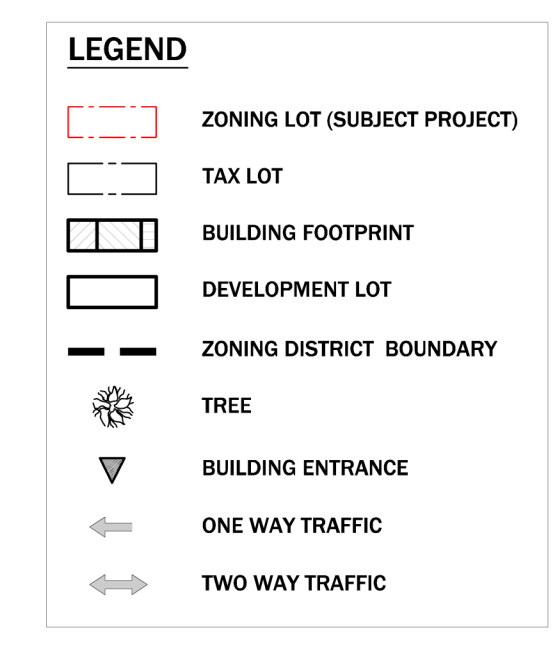 LEGEND
ZONING LOT (SUBJECT PROJECT)
TAX LOT
BUILDING FOOTPRINT
DEVELOPMENT LOT
ZONING DISTRICT BOUNDARY
TREE
BUILDING ENTRANCE
ONE WAY TRAFFIC
TWO WAY TRAFFIC